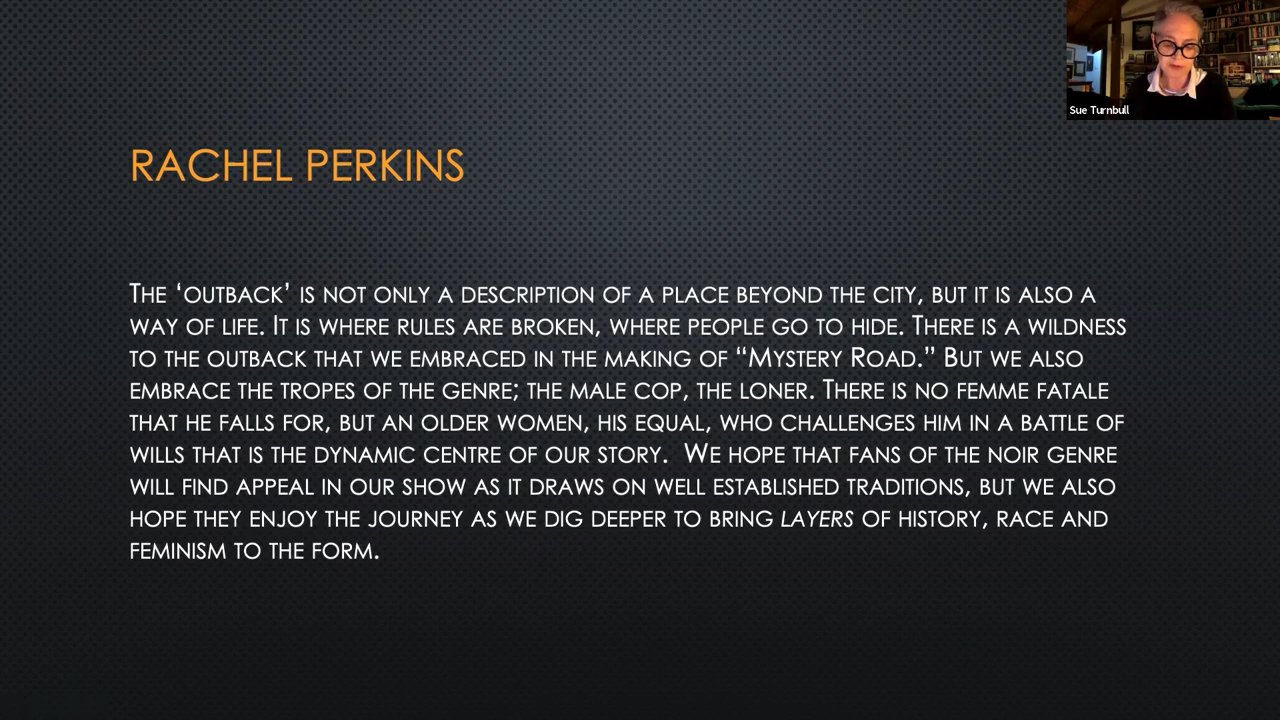 Sue Turnbull
RACHEL PERKINS
The ‘outback’ is not only a description of a place beyond the city, but it is also a
way of life. It is where rules are broken, where people go to hide. There is a wildness
to the outback that we embraced in the making of “Mystery Road.” But we also
embrace the tropes of the genre; the male cop, the loner. There is no femme fatale
that he falls for, but an older women, his equal, who challenges him in a battle of
wills that is the dynamic centre of our story.  We hope that fans of the noir genre
will find appeal in our show as it draws on well established traditions, but we also
hope they enjoy the journey as we dig deeper to bring layers of history, race and
feminism to the form.